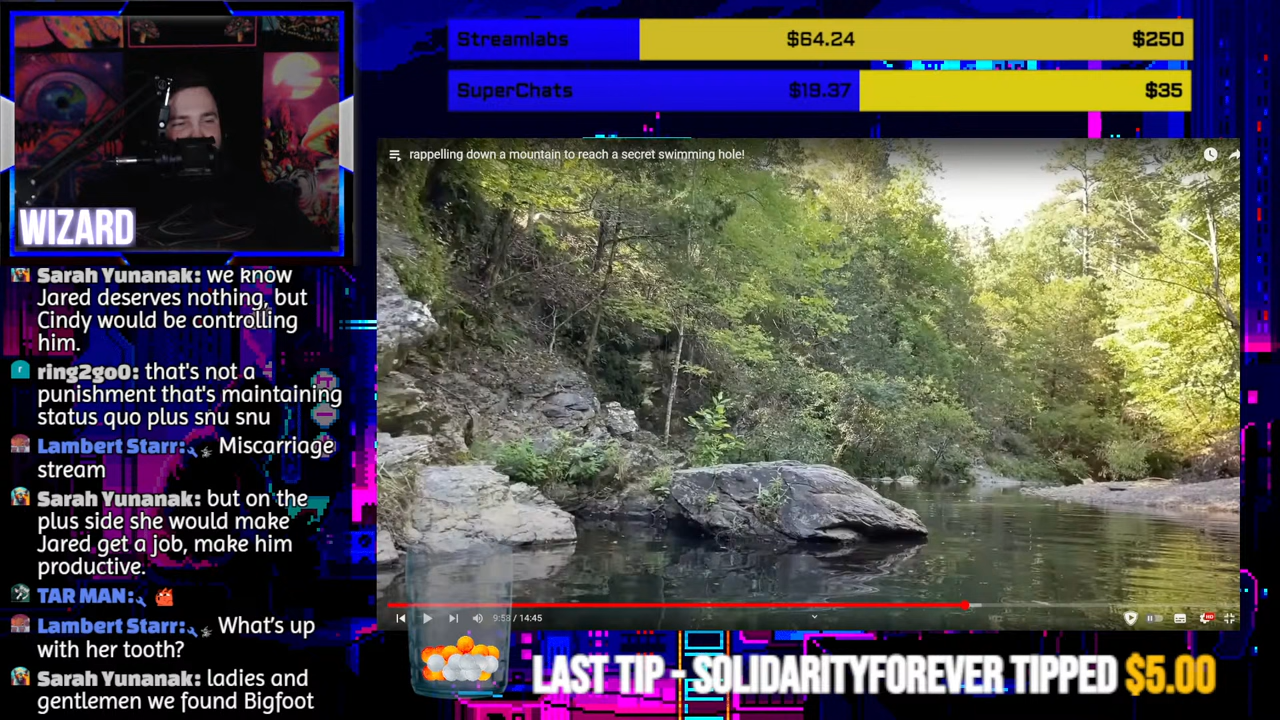 Streamlabs $64.24 $250
SuperChats $19.37 $35
rappelling down a mountain to reach a secret swimming hole!
WIZARD
Sarah Yunanak: we know
Jared deserves nothing, but
Cindy would be controlling
him.
ring2go0: that's not a
punishment that's maintaining
status quo plus snu snu
Lambert Starr: Miscarriage
stream
Sarah Yunanak: but on the
plus side she would make
Jared get a job, make him
productive.
TAR MAN:
Lambert Starr: What's up
with her tooth?
Sarah Yunanak: ladies and
gentlemen we found Bigfoot
9:53 / 14:45
HD
LAST TIP - SOLIDARITYFOREVER TIPPED $5.00